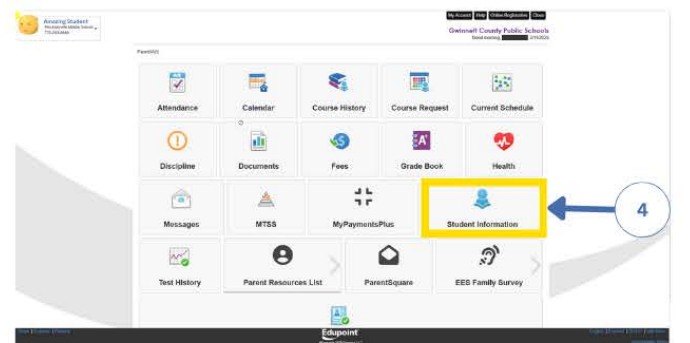 Amazing Student
My Account Help Online Registration Close
Gwinnett County Public Schools
ParentVUE
Attendance
Calendar
Course History
Course Request
Current Schedule
Discipline
Documents
Fees
Grade Book
Health
Messages
MTSS
MyPaymentsPlus
Student Information
4
Test History
Parent Resources List
ParentSquare
EES Family Survey
Edupoint